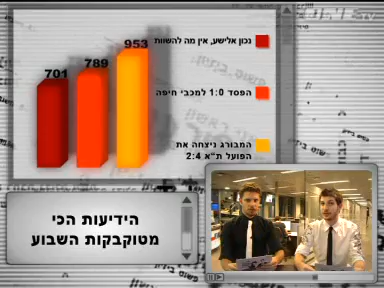 953
789
701
נכון אלישע, אין מה להשוות
הפסד 1:0 למכבי חיפה
המבורג ניצחה את
הפועל ת"א 2:4
הידיעות הכי
מטוקבקות השבוע